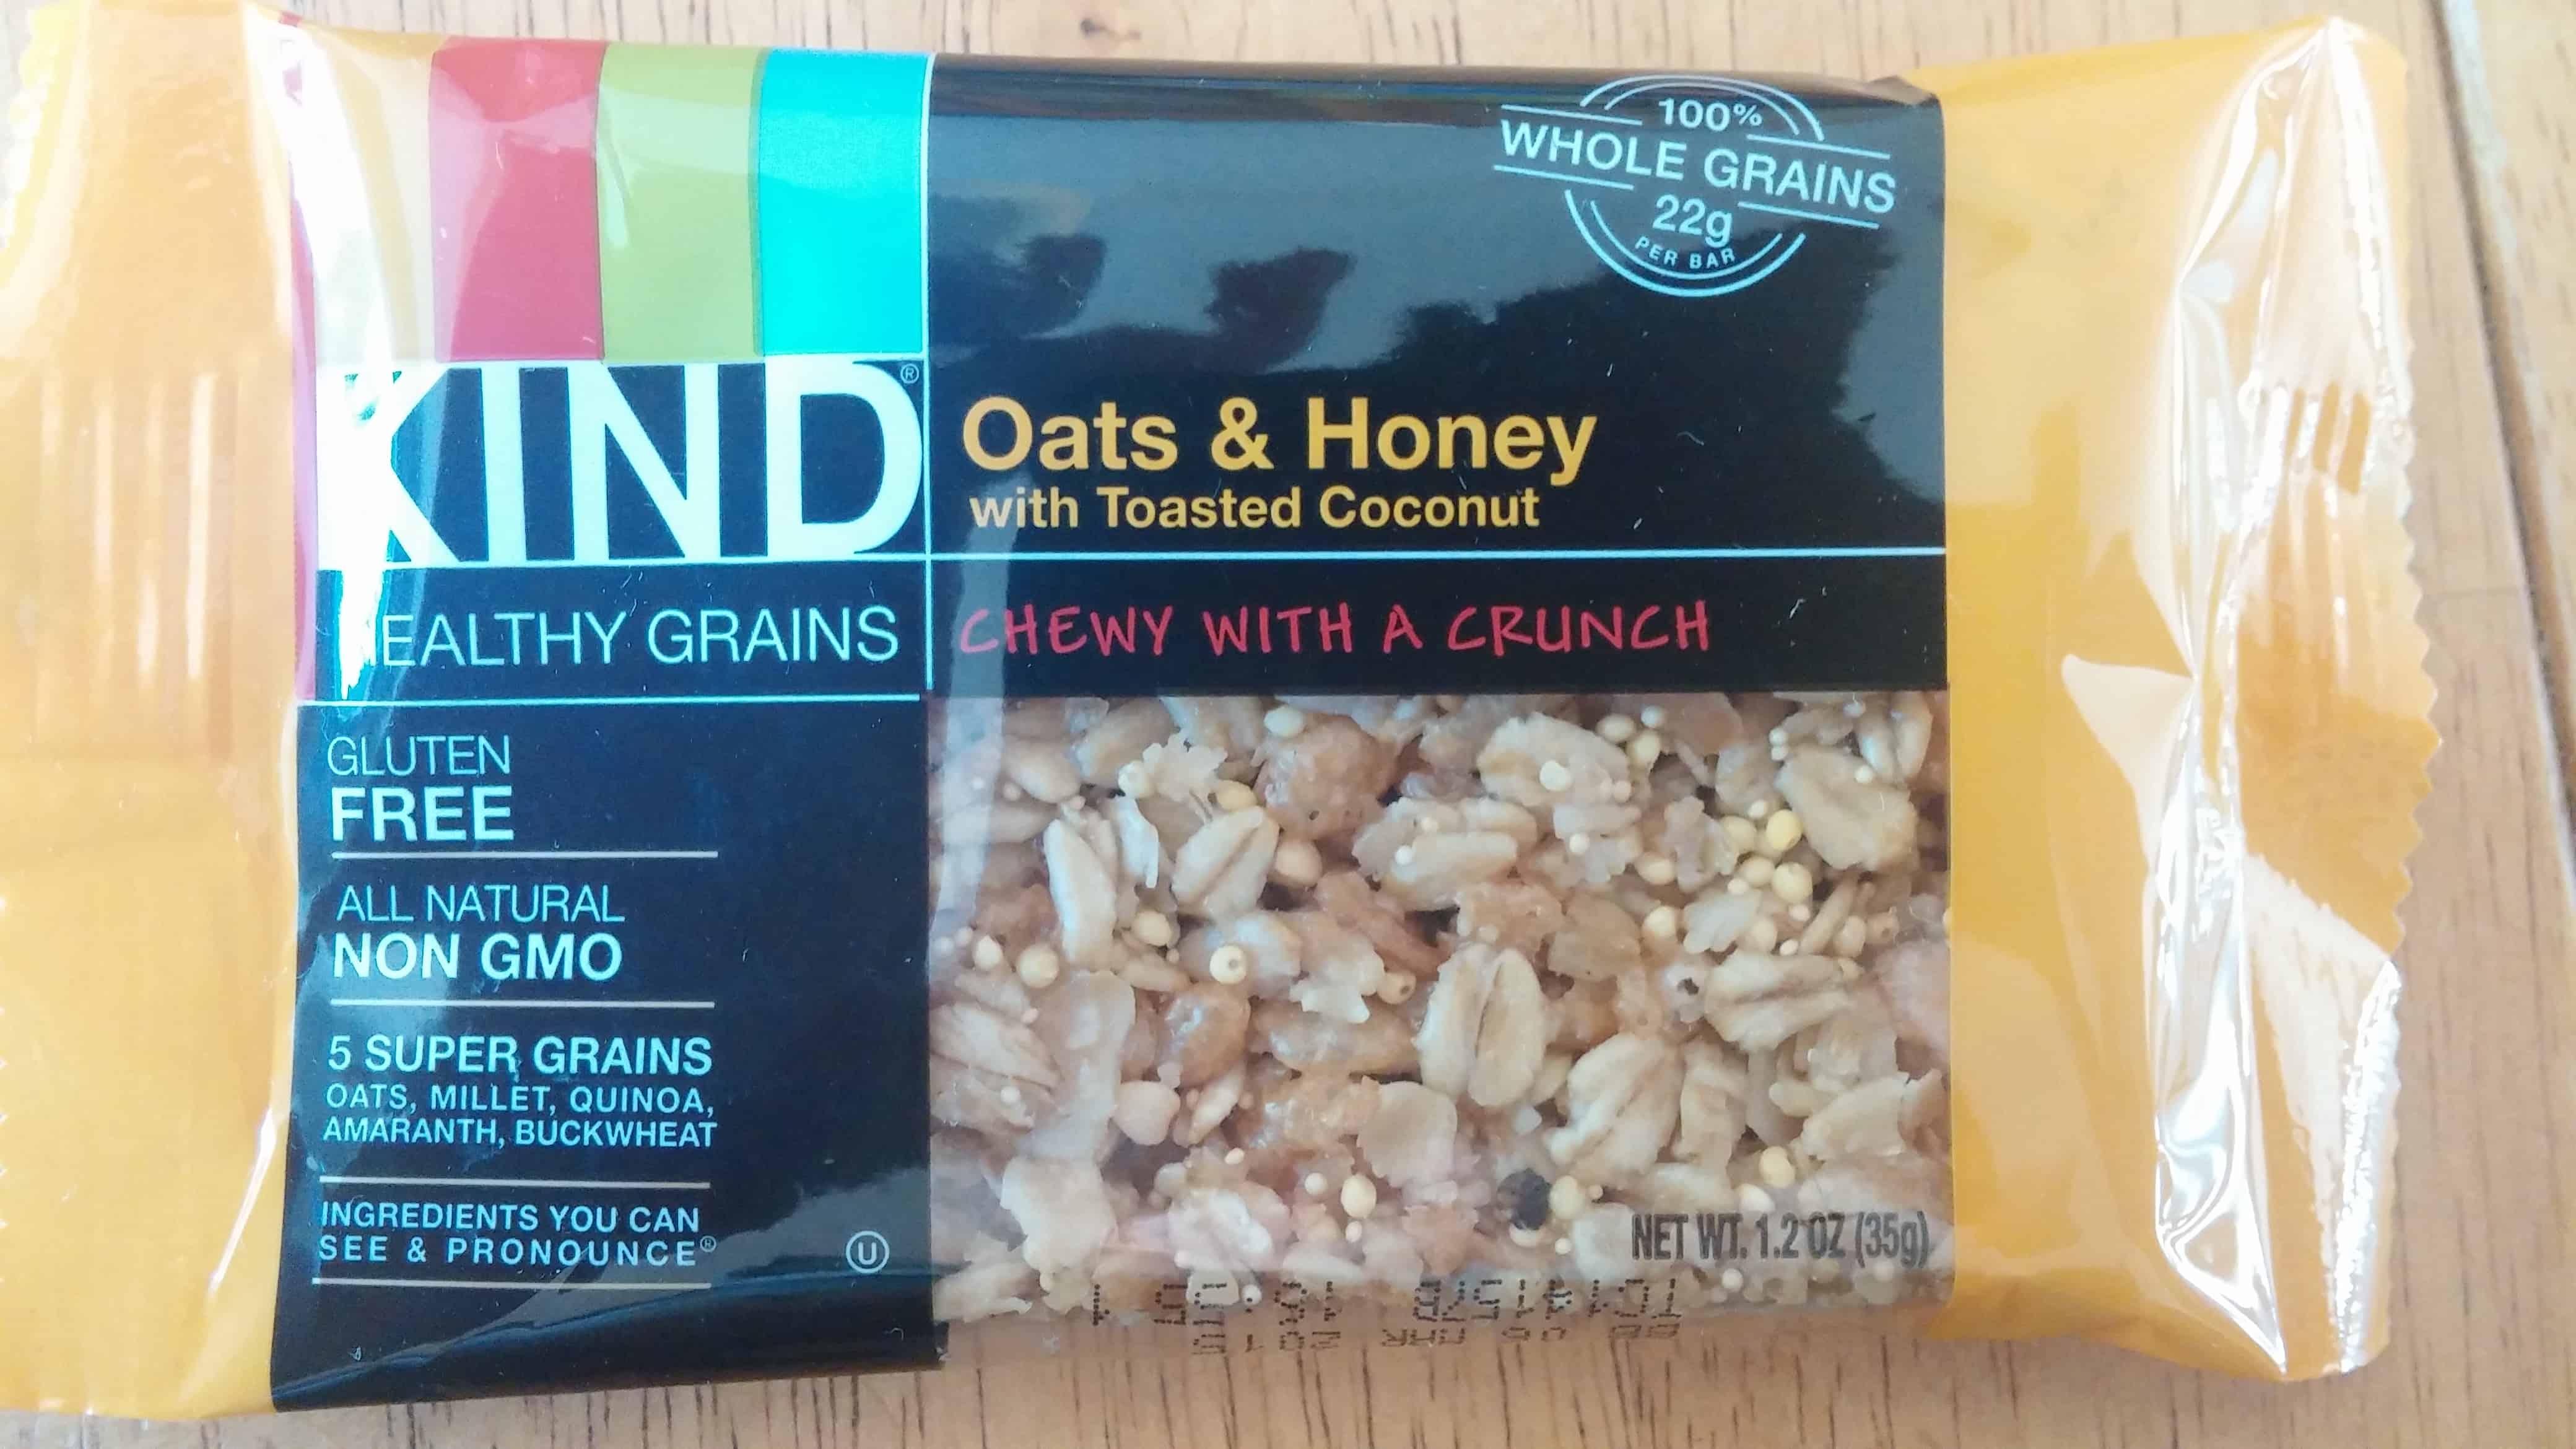 KIND®
HEALTHY GRAINS
GLUTEN
FREE
ALL NATURAL
NON GMO
5 SUPER GRAINS
OATS, MILLET, QUINOA,
AMARANTH, BUCKWHEAT
INGREDIENTS YOU CAN
SEE & PRONOUNCE®
U
100%
WHOLE GRAINS
22g
PER BAR
Oats & Honey
with Toasted Coconut
CHEWY WITH A CRUNCH
NET WT. 1.2 OZ (35g)